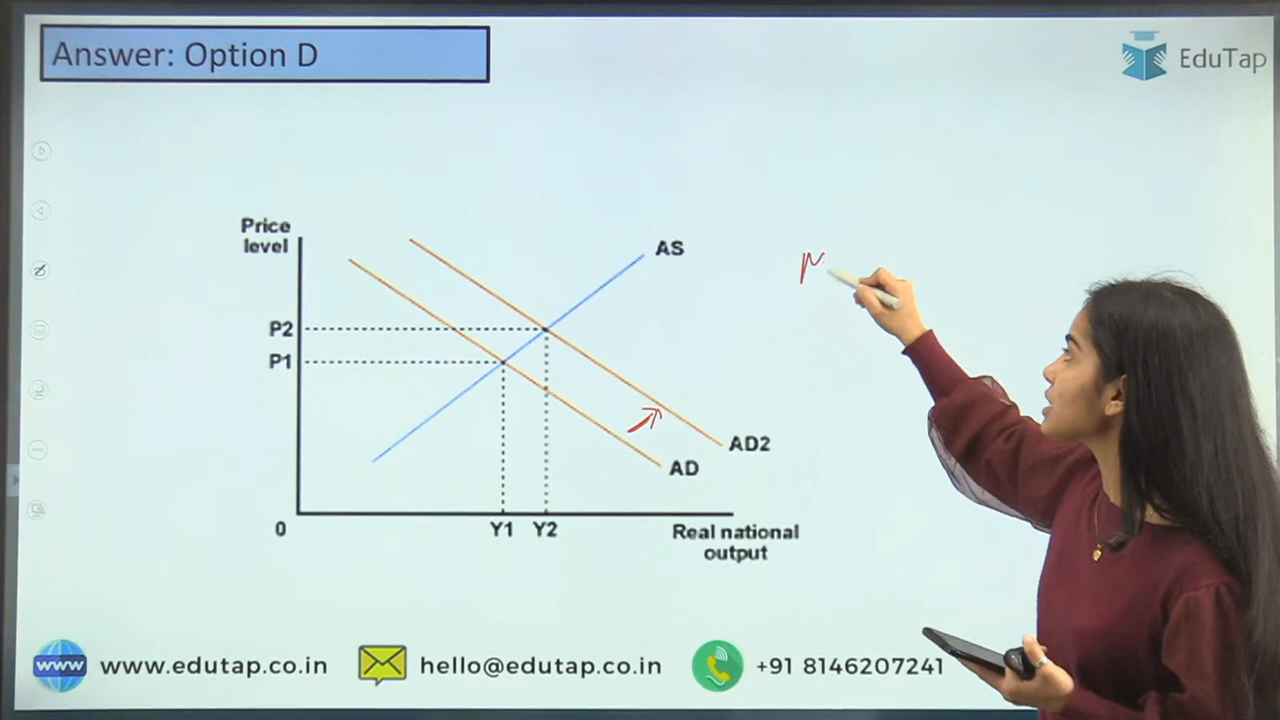 Answer: Option D
EduTap
Price
level
AS
P2
P1
AD2
AD
0
Y1 Y2
Real national
output
www www.edutap.co.in
hello@edutap.co.in
+91 8146207241